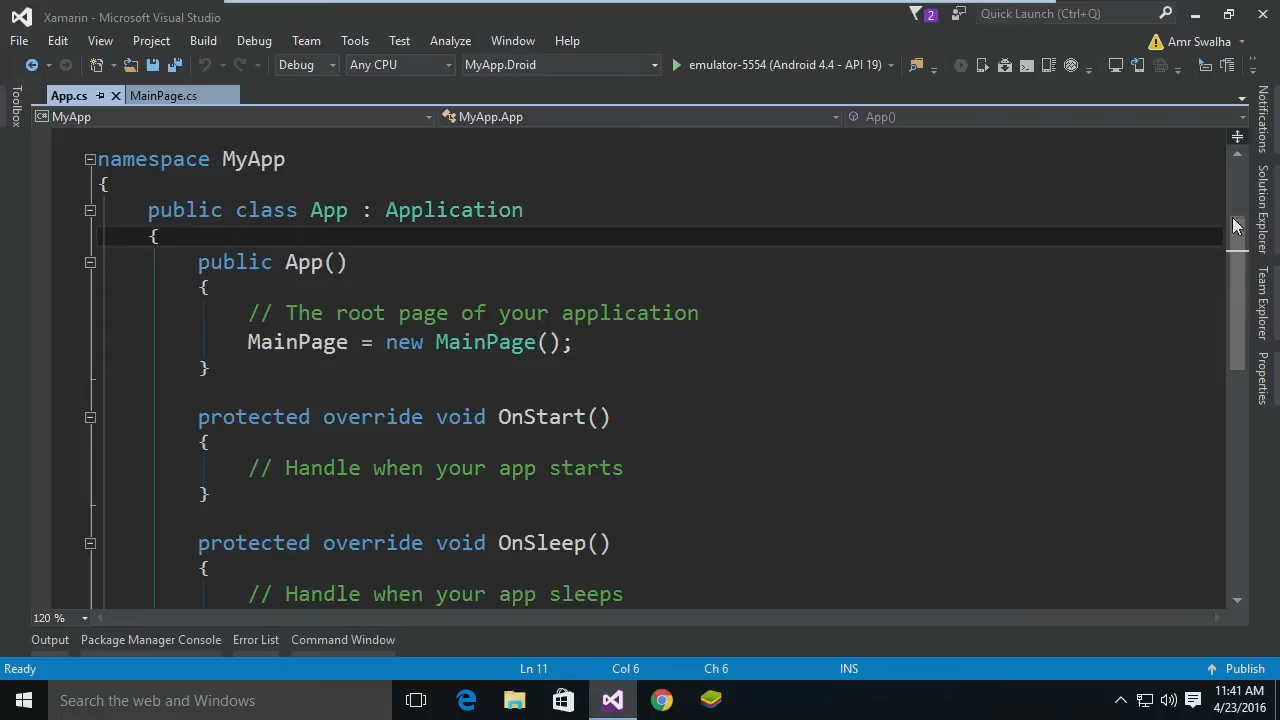 Xamarin - Microsoft Visual Studio
2
Quick Launch (Ctrl+Q)
File Edit View Project Build Debug Team Tools Test Analyze Window Help
Amr Swalha
Debug Any CPU MyApp.Droid emulator-5554 (Android 4.4 - API 19)
App.cs MainPage.cs
MyApp MyApp.App App()
Toolbox
namespace MyApp
{
public class App : Application
{
public App()
{
// The root page of your application
MainPage = new MainPage();
}
protected override void OnStart()
{
// Handle when your app starts
}
protected override void OnSleep()
{
// Handle when your app sleeps
Notifications
Solution Explorer
Team Explorer
Properties
120 %
Output Package Manager Console Error List Command Window
Ready Ln 11 Col 6 Ch 6 INS Publish
Search the web and Windows
11:41 AM
4/23/2016